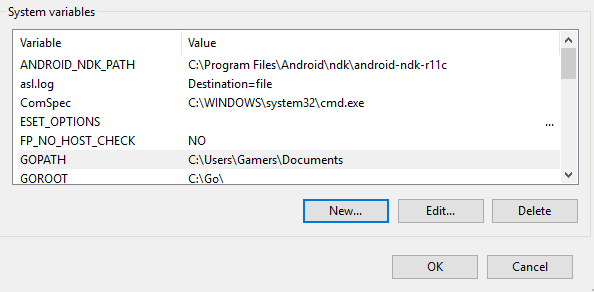 System variables
Variable Value
ANDROID_NDK_PATH C:\Program Files\Android\ndk\android-ndk-r11c
asl.log Destination=file
ComSpec C:\WINDOWS\system32\cmd.exe
ESET_OPTIONS ...
FP_NO_HOST_CHECK NO
GOPATH C:\Users\Gamers\Documents
GOROOT C:\Go\
New... Edit... Delete
OK Cancel